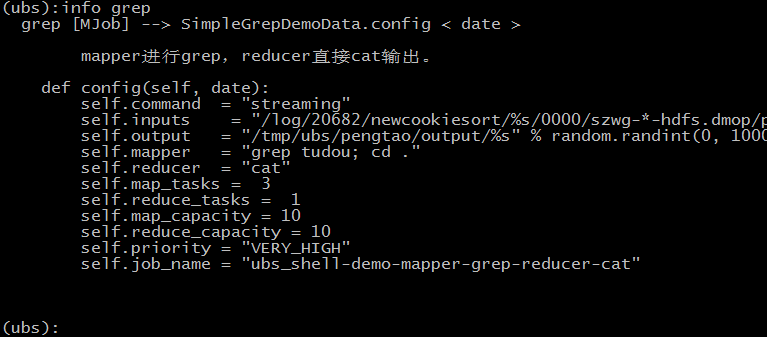 (ubs):info grep
grep [MJob] --> SimpleGrepDemoData.config < date >
mapper进行grep，reducer直接cat输出。
def config(self, date):
self.command = "streaming"
self.inputs = "/log/20682/newcookiesort/%s/0000/szwg-*-hdfs.dmop/p
self.output = "/tmp/ubs/pengtao/output/%s" % random.randint(0, 1000
self.mapper = "grep tudou; cd ."
self.reducer = "cat"
self.map_tasks = 3
self.reduce_tasks = 1
self.map_capacity = 10
self.reduce_capacity = 10
self.priority = "VERY_HIGH"
self.job_name = "ubs_shell-demo-mapper-grep-reducer-cat"
(ubs):